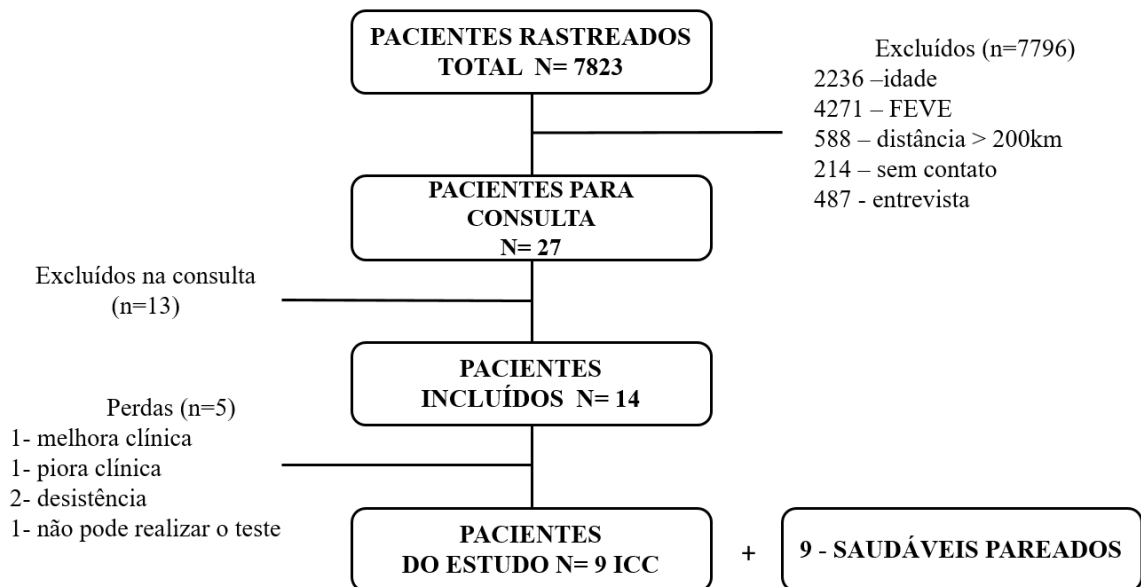 PACIENTES RASTREADOS
TOTAL N= 7823
Excluídos (n=7796)
2236 –idade
4271 – FEVE
588 – distância > 200km
214 – sem contato
487 - entrevista
PACIENTES PARA
CONSULTA
N= 27
Excluídos na consulta
(n=13)
PACIENTES
INCLUÍDOS N= 14
Perdas (n=5)
1- melhora clínica
1- piora clínica
2- desistência
1- não pode realizar o teste
PACIENTES
DO ESTUDO N= 9 ICC
+
9 - SAUDÁVEIS PAREADOS